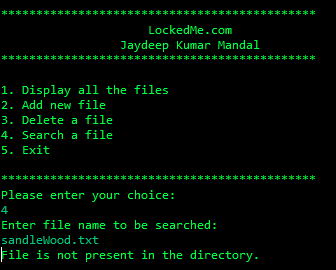 *********************************************
LockedMe.com
Jaydeep Kumar Mandal
*********************************************
1. Display all the files
2. Add new file
3. Delete a file
4. Search a file
5. Exit
*********************************************
Please enter your choice:
4
Enter file name to be searched:
sandleWood.txt
File is not present in the directory.